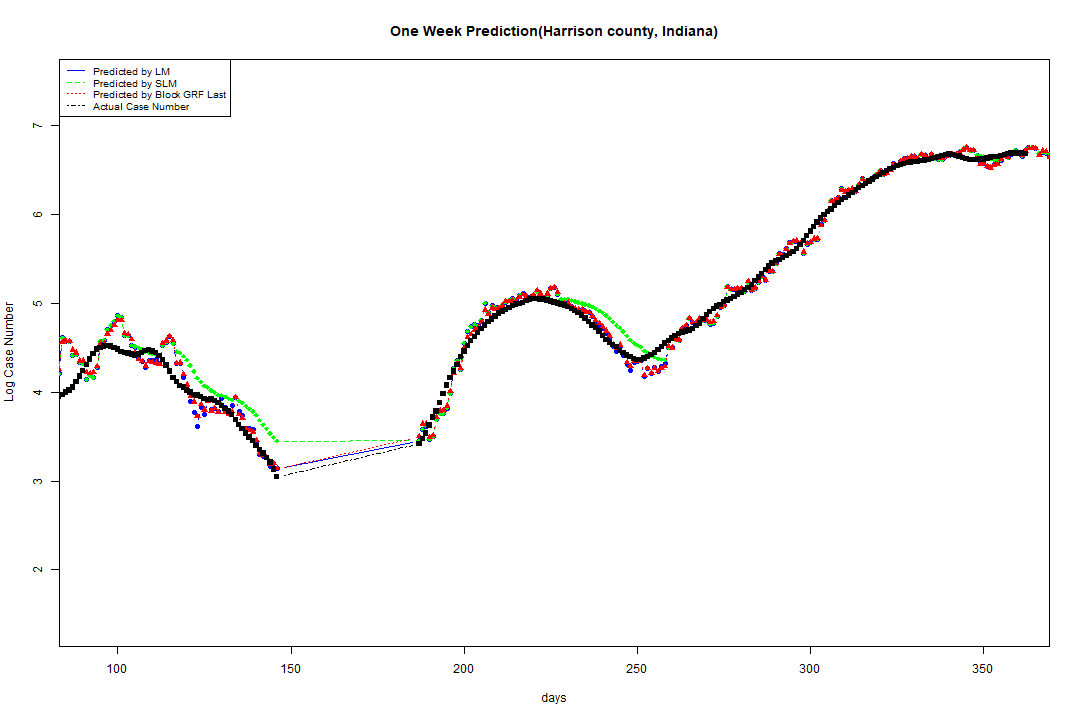 One Week Prediction(Harrison county, Indiana)
Predicted by LM
Predicted by SLM
Predicted by Block GRF Last
Actual Case Number
Log Case Number
7
6
5
4
3
2
100 150 200 250 300 350
days